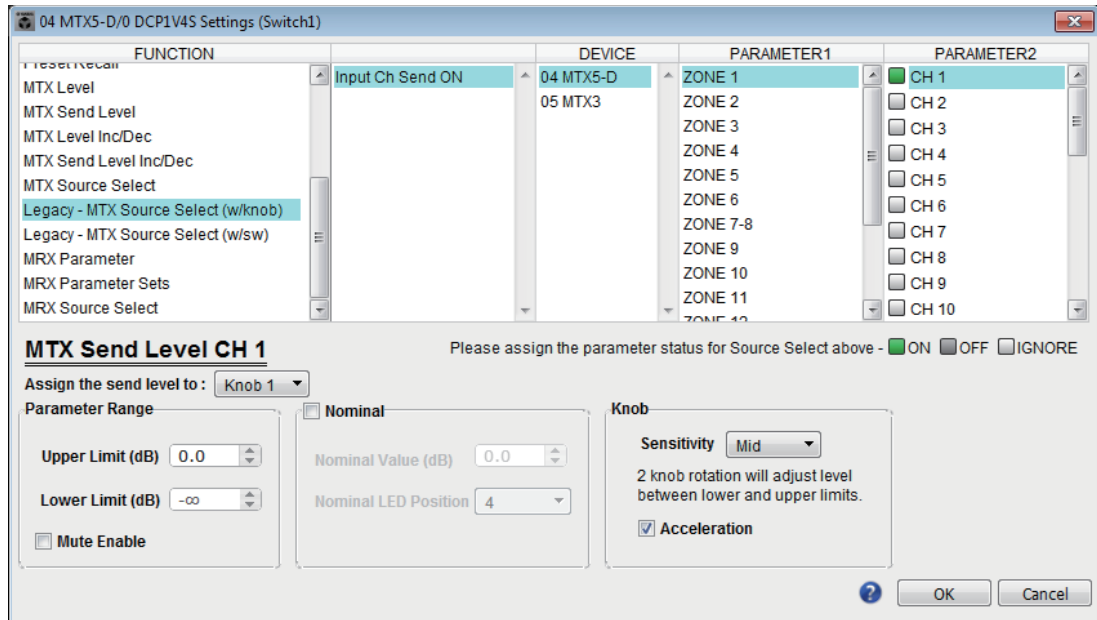 04 MTX5-D/0 DCP1V4S Settings (Switch1)
FUNCTION
DEVICE
PARAMETER1
PARAMETER2
Preset Recall
MTX Level
MTX Send Level
MTX Level Inc/Dec
MTX Send Level Inc/Dec
MTX Source Select
Legacy - MTX Source Select (w/knob)
Legacy - MTX Source Select (w/sw)
MRX Parameter
MRX Parameter Sets
MRX Source Select
Input Ch Send ON
04 MTX5-D
05 MTX3
ZONE 1
ZONE 2
ZONE 3
ZONE 4
ZONE 5
ZONE 6
ZONE 7-8
ZONE 9
ZONE 10
ZONE 11
ZONE 12
CH 1
CH 2
CH 3
CH 4
CH 5
CH 6
CH 7
CH 8
CH 9
CH 10
MTX Send Level CH 1
Please assign the parameter status for Source Select above - ON OFF IGNORE
Assign the send level to : Knob 1
Parameter Range
Upper Limit (dB) 0.0
Lower Limit (dB) -∞
Mute Enable
Nominal
Nominal Value (dB) 0.0
Nominal LED Position 4
Knob
Sensitivity Mid
2 knob rotation will adjust level
between lower and upper limits.
Acceleration
? OK Cancel